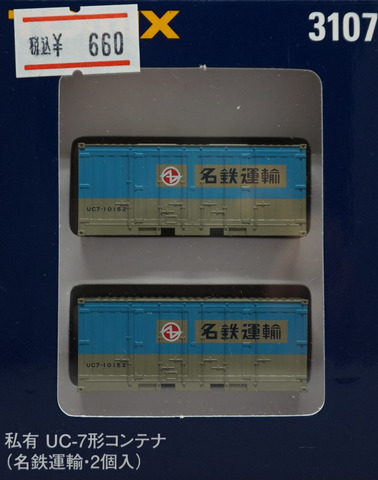 税込¥ 660
X 3107
名鉄運輸
UC7-10162
名鉄運輸
UC7-10162
私有 UC-7形コンテナ
(名鉄運輸・2個入)